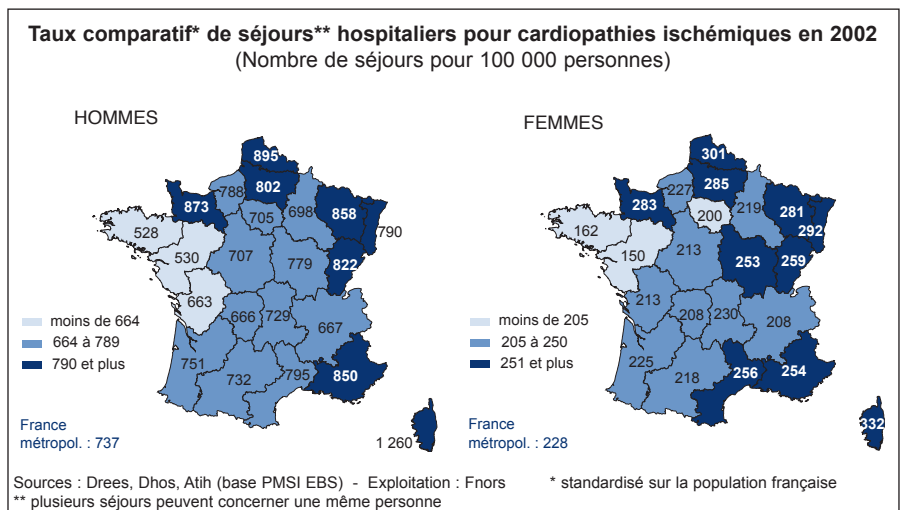 Taux comparatif* de séjours** hospitaliers pour cardiopathies ischémiques en 2002
(Nombre de séjours pour 100 000 personnes)
HOMMES
895
802
788
873
705
698
858
790
528
530
707
779
822
663
666
729
667
751
732
795
850
1 260
moins de 664
664 à 789
790 et plus
France
métropol. : 737
FEMMES
301
285
227
283
200
219
281
292
162
150
213
253
259
213
208
230
208
225
218
256
254
332
moins de 205
205 à 250
251 et plus
France
métropol. : 228
Sources : Drees, Dhos, Atih (base PMSI EBS) - Exploitation : Fnors * standardisé sur la population française
** plusieurs séjours peuvent concerner une même personne